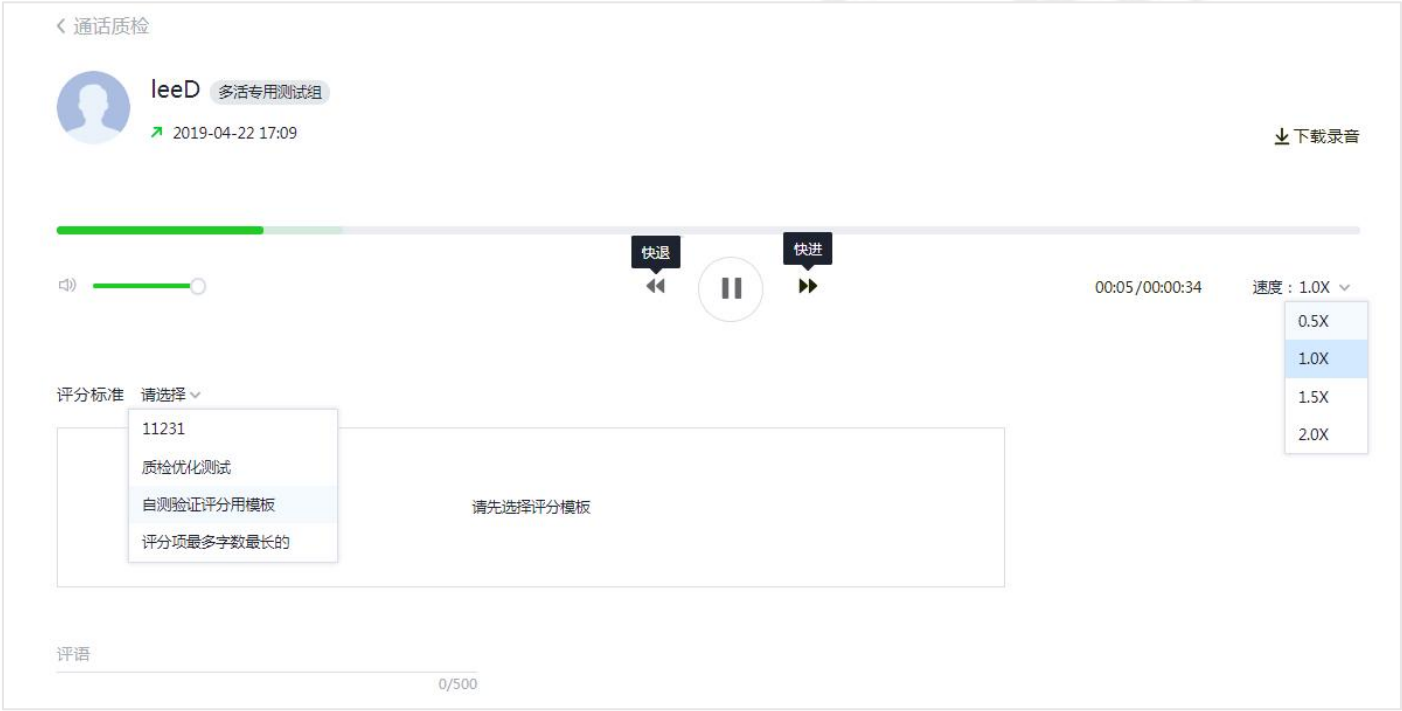 通话质检
leeD 多活专用测试组
2019-04-22 17:09
下载录音
快退
快进
00:05/00:00:34
速度：1.0X
0.5X
1.0X
1.5X
2.0X
评分标准 请选择
11231
质检优化测试
自测验证评分用模板
评分项最多字数最长的
请先选择评分模板
评语
0/500